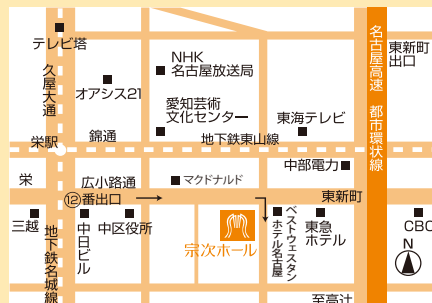 テレビ塔
久屋大通
オアシス21
NHK
名古屋放送局
愛知芸術
文化センター
東海テレビ
名古屋高速 都市環状線
東新町
出口
栄駅
錦通
地下鉄東山線
中部電力
栄
広小路通
マクドナルド
東新町
⑫番出口
三越
地下鉄名城線
中日ビル
中区役所
宗次ホール
ベストウェスタン
ホテル名古屋
東急
ホテル
CBC
N
至高辻